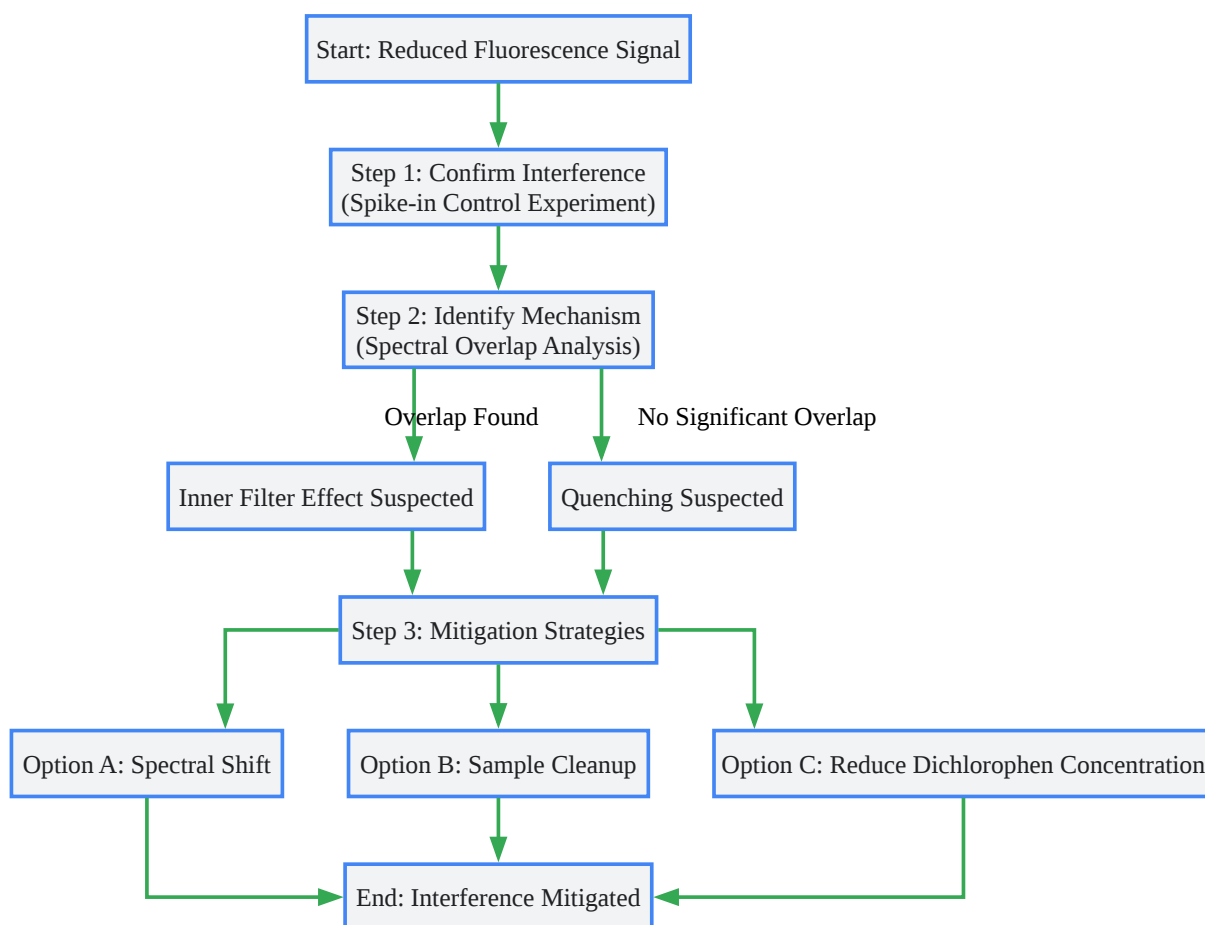 Start: Reduced Fluorescence Signal
Step 1: Confirm Interference
(Spike-in Control Experiment)
Step 2: Identify Mechanism
(Spectral Overlap Analysis)
Overlap Found
No Significant Overlap
Inner Filter Effect Suspected
Quenching Suspected
Step 3: Mitigation Strategies
Option A: Spectral Shift
Option B: Sample Cleanup
Option C: Reduce Dichlorophen Concentration
End: Interference Mitigated